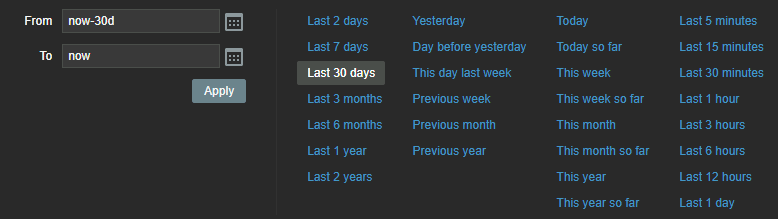 From now-30d
To now
Apply
Last 2 days Yesterday Today Last 5 minutes
Last 7 days Day before yesterday Today so far Last 15 minutes
Last 30 days This day last week This week Last 30 minutes
Last 3 months Previous week This week so far Last 1 hour
Last 6 months Previous month This month Last 3 hours
Last 1 year Previous year This month so far Last 6 hours
Last 2 years This year Last 12 hours
This year so far Last 1 day